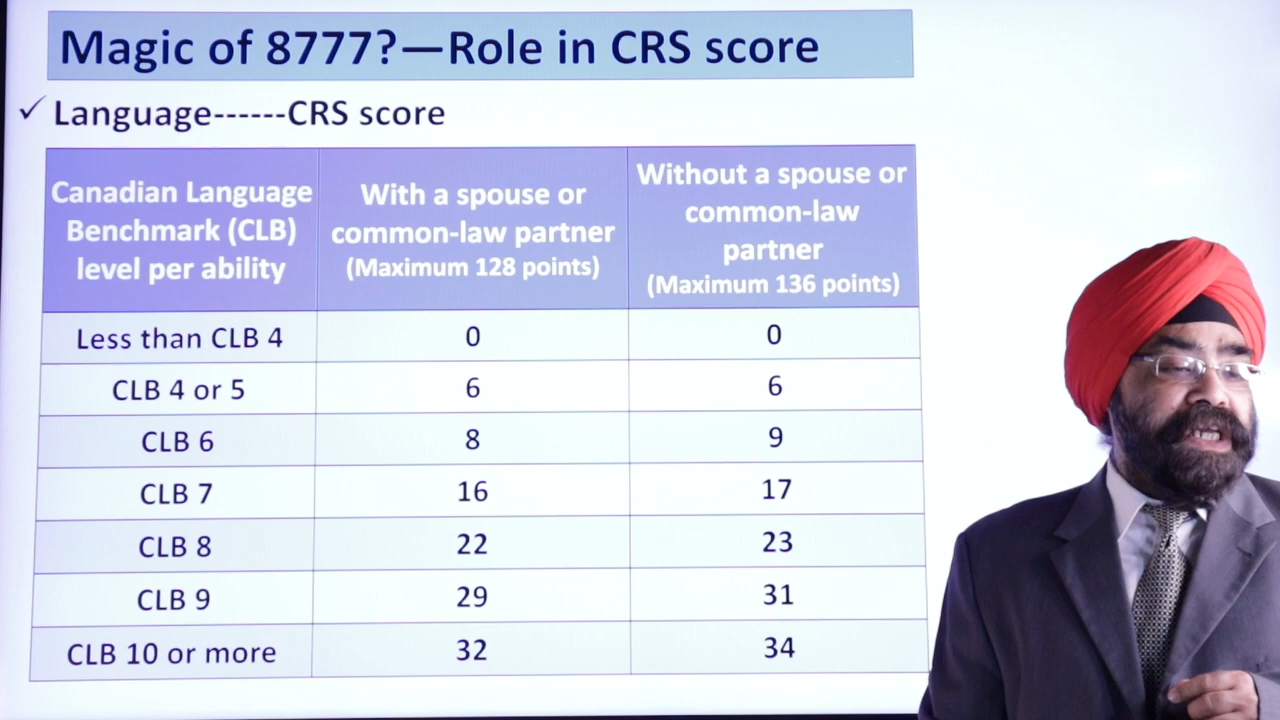 Magic of 8777?—Role in CRS score
✓ Language------CRS score
Canadian Language
Benchmark (CLB)
level per ability
With a spouse or
common-law partner
(Maximum 128 points)
Without a spouse or
common-law
partner
(Maximum 136 points)
Less than CLB 4 0 0
CLB 4 or 5 6 6
CLB 6 8 9
CLB 7 16 17
CLB 8 22 23
CLB 9 29 31
CLB 10 or more 32 34